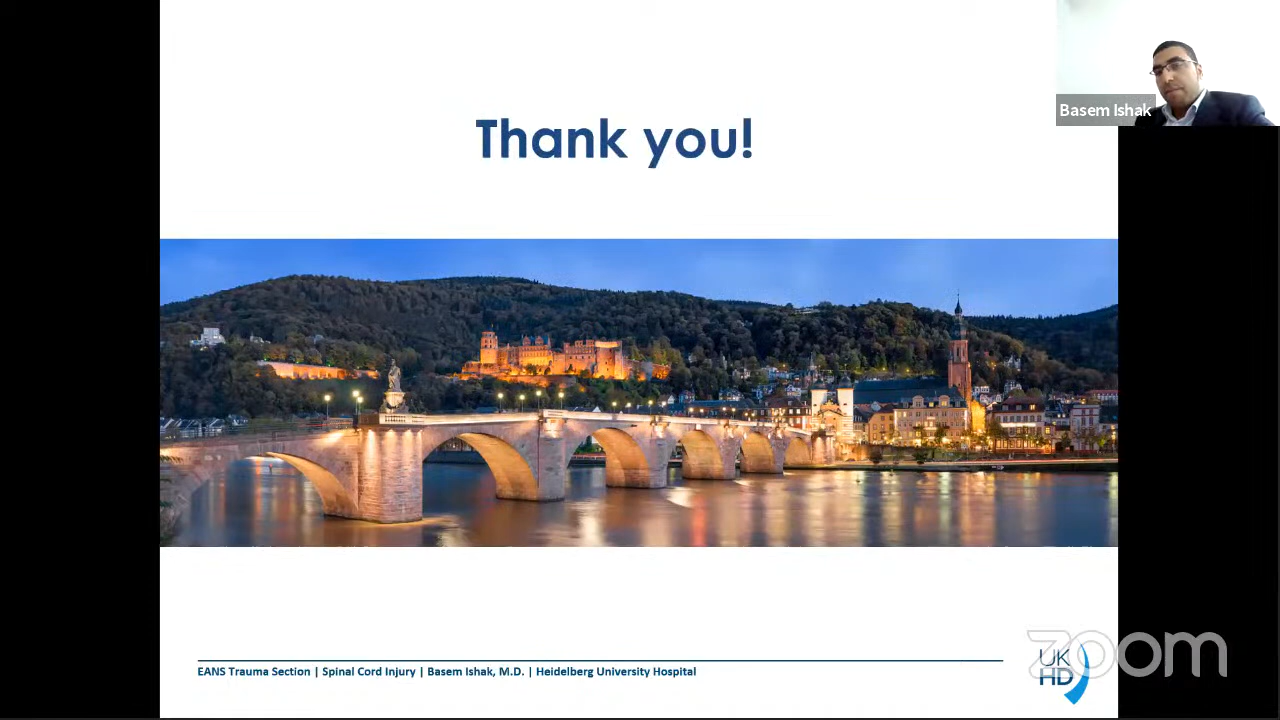 Thank you!
Basem Ishak
EANS Trauma Section | Spinal Cord Injury | Basem Ishak, M.D. | Heidelberg University Hospital
UK
HD
zoom